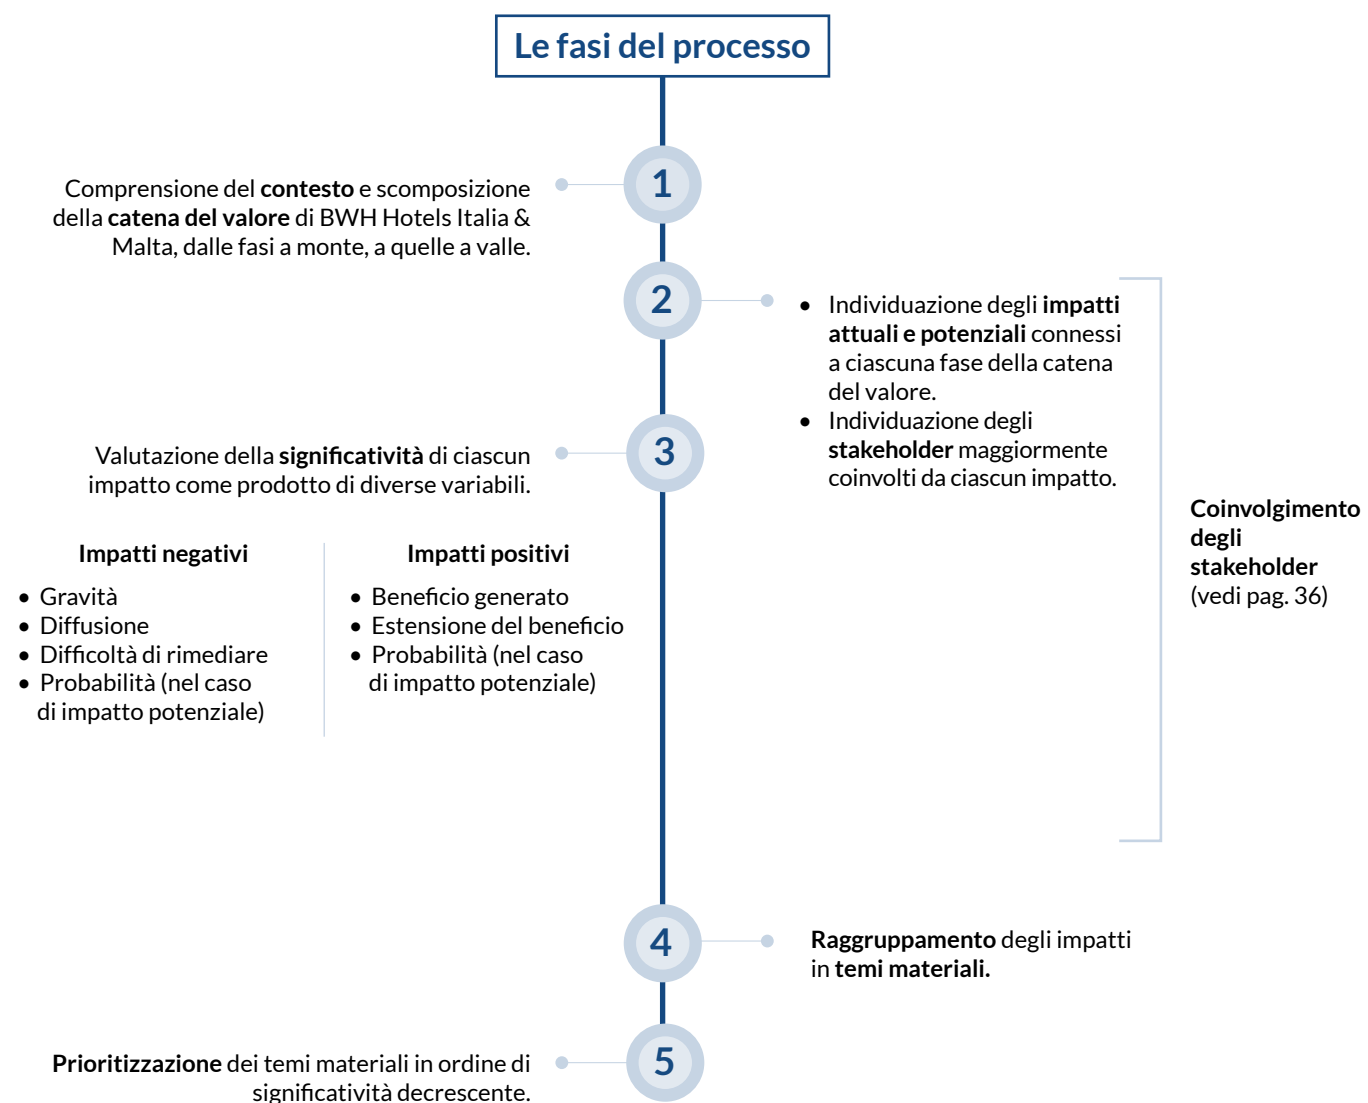 Le fasi del processo
1
Comprensione del contesto e scomposizione
della catena del valore di BWH Hotels Italia &
Malta, dalle fasi a monte, a quelle a valle.
2
• Individuazione degli impatti
attuali e potenziali connessi
a ciascuna fase della catena
del valore.
• Individuazione degli
stakeholder maggiormente
coinvolti da ciascun impatto.
3
Valutazione della significatività di ciascun
impatto come prodotto di diverse variabili.
Impatti negativi
• Gravità
• Diffusione
• Difficoltà di rimediare
• Probabilità (nel caso
di impatto potenziale)
Impatti positivi
• Beneficio generato
• Estensione del beneficio
• Probabilità (nel caso
di impatto potenziale)
Coinvolgimento
degli
stakeholder
(vedi pag. 36)
4
Raggruppamento degli impatti
in temi materiali.
5
Prioritizzazione dei temi materiali in ordine di
significatività decrescente.